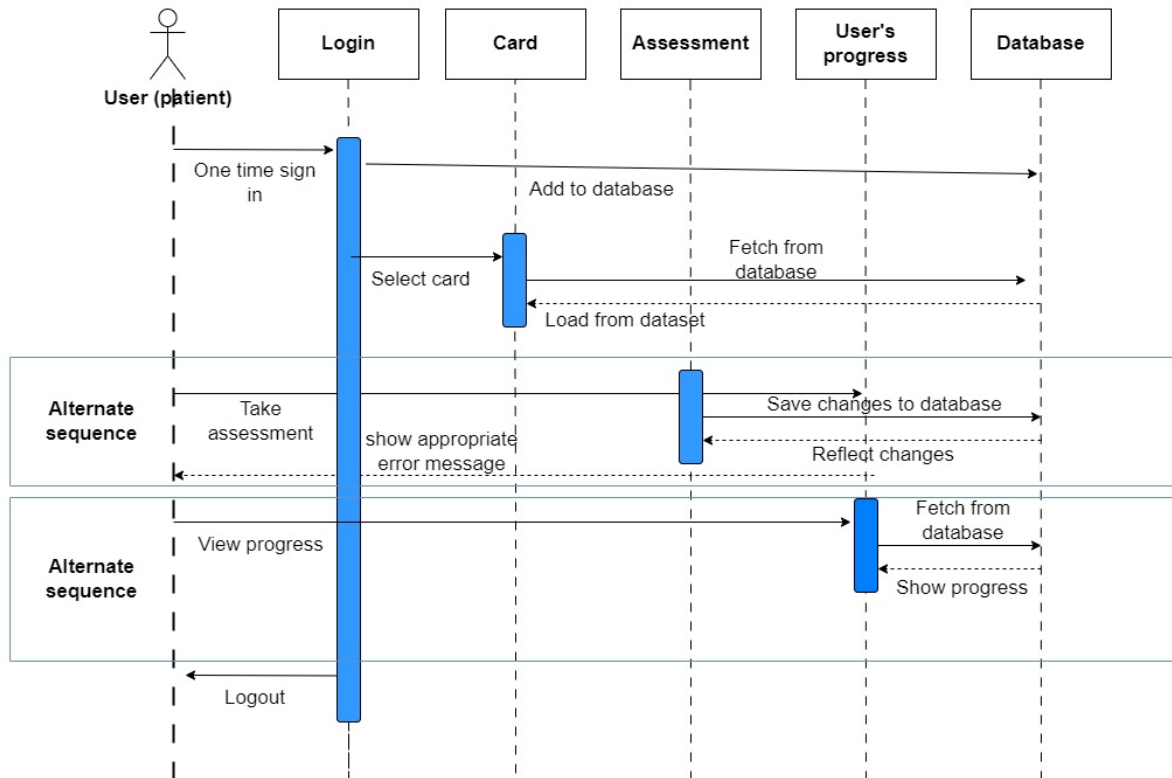 Login
Card
Assessment
User's
progress
Database
User (patient)
One time sign
in
Add to database
Select card
Fetch from
database
Load from dataset
Alternate
sequence
Take
assessment
Save changes to database
show appropriate
error message
Reflect changes
Alternate
sequence
View progress
Fetch from
database
Show progress
Logout